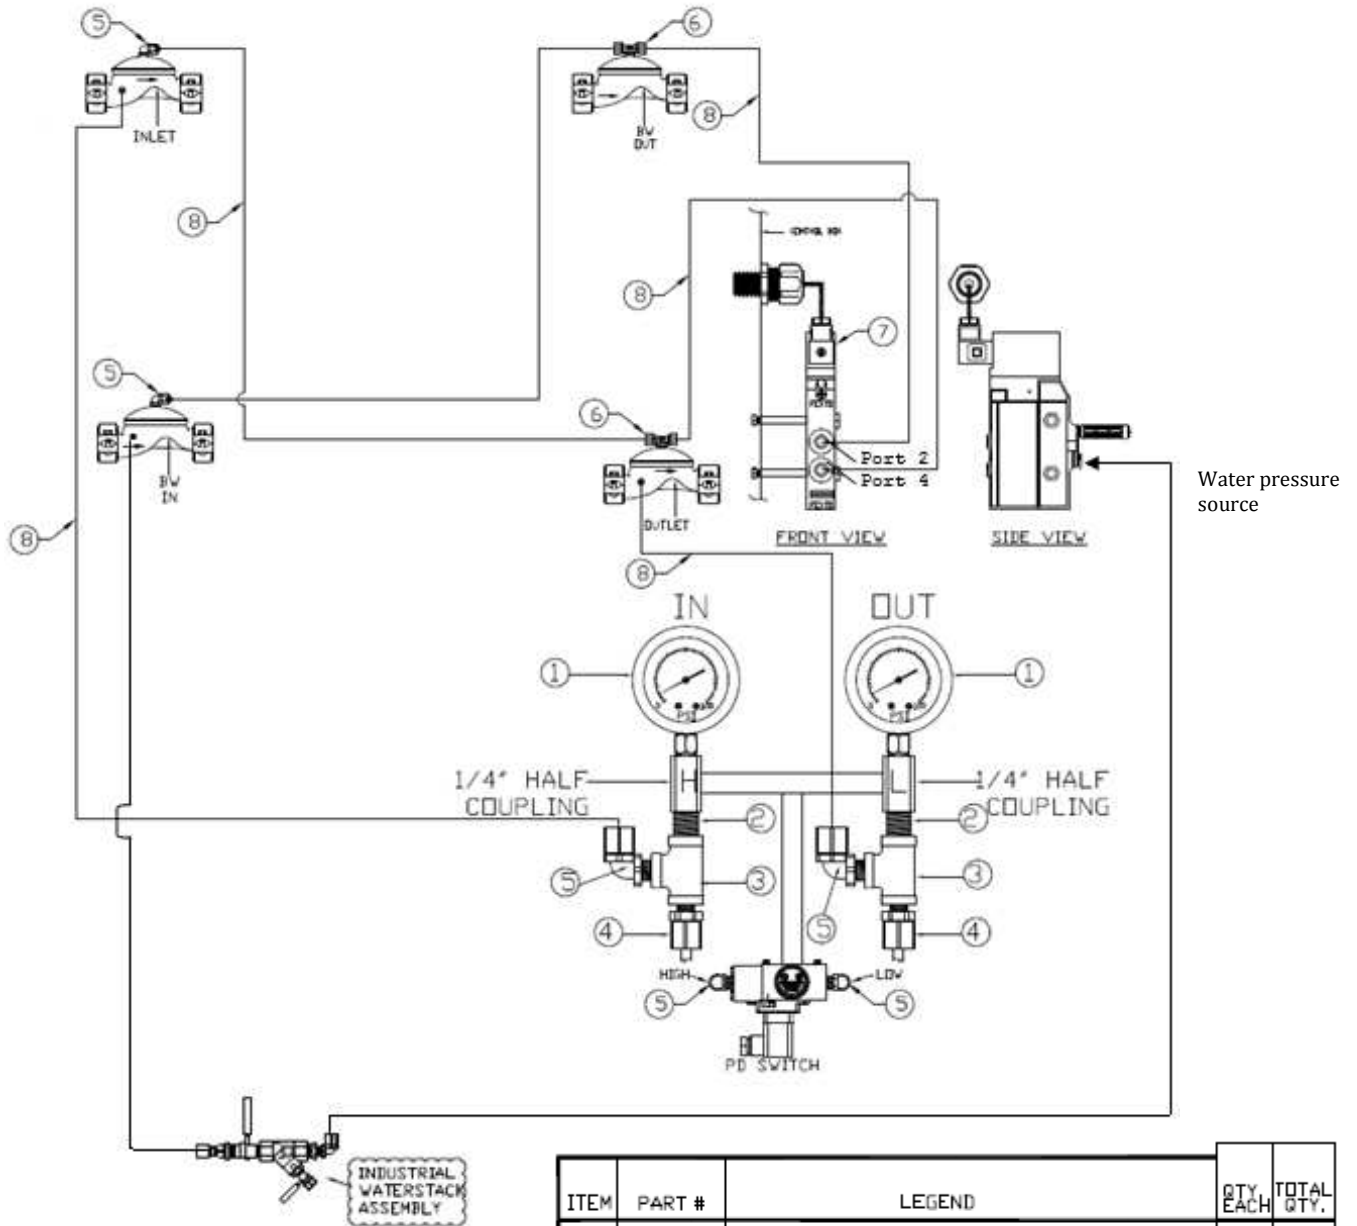 5
6
INLET
BW
OUT
8
8
8
7
5
6
BW
IN
Port 2
Port 4
OUTLET
FRONT VIEW
SIDE VIEW
Water pressure
source
8
8
IN
OUT
1
1
PSI
PSI
1/4" HALF
COUPLING
H
L
1/4" HALF
COUPLING
2
2
5
3
5
3
4
4
HIGH
LOW
5
5
PD SWITCH
INDUSTRIAL
WATERSTACK
ASSEMBLY
ITEM
PART #
LEGEND
QTY
EACH
TOTAL
QTY.